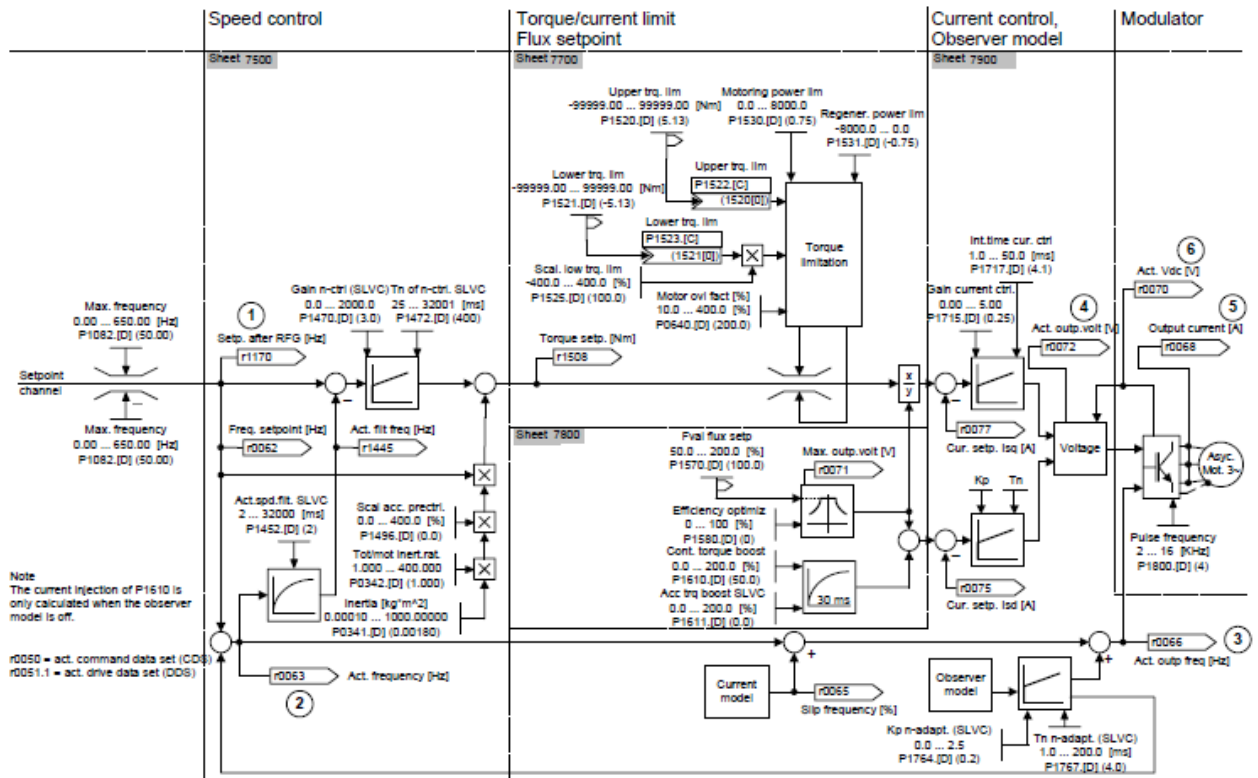 Speed control
Torque/current limit
Flux setpoint
Current control,
Observer model
Modulator
Sheet 7500
Sheet 7700
Sheet 7900
Upper trq. lim
-99999.00 ... 99999.00 [Nm]
P1520.[D] (5.13)
Motoring power lim
0.0 ... 8000.0
P1530.[D] (0.75)
Regener. power lim
-8000.0 ... 0.0
P1531.[D] (-0.75)
Lower trq. lim
-99999.00 ... 99999.00 [Nm]
P1521.[D] (-5.13)
Upper trq. lim
P1522.[C]
(1520[0])
Lower trq. lim
P1523.[C]
(1521[0])
Torque
limitation
Scal. low trq. lim
-400.0 ... 400.0 [%]
P1525.[D] (100.0)
Motor ovl fact [%]
10.0 ... 400.0 [%]
P0640.[D] (200.0)
Int.time cur. ctrl
1.0 ... 50.0 [ms]
P1717.[D] (4.1)
Gain current ctrl.
0.00 ... 5.00
P1715.[D] (0.25)
6
Act. Vdc [V]
r0070
4
Act. outp.volt [V]
r0072
5
Output current [A]
r0068
Max. frequency
0.00 ... 650.00 [Hz]
P1082.[D] (50.00)
1
Setp. after RFG [Hz]
r1170
Gain n-ctrl (SLVC)
0.0 ... 2000.0
P1470.[D] (3.0)
Tn of n-ctrl. SLVC
25 ... 32001 [ms]
P1472.[D] (400)
Torque setp. [Nm]
r1508
Setpoint
channel
x
y
Max. frequency
0.00 ... 650.00 [Hz]
P1082.[D] (50.00)
Freq. setpoint [Hz]
r0062
Act. filt freq [Hz]
r1445
Sheet 7800
Fval flux setp
50.0 ... 200.0 [%]
P1570.[D] (100.0)
Max. outp.volt [V]
r0071
r0077
Cur. setp. Isq [A]
Voltage
Asyc.
Mot. 3~
Act.spd.filt. SLVC
2 ... 32000 [ms]
P1452.[D] (2)
Scal acc. prectrl.
0.0 ... 400.0 [%]
P1496.[D] (0.0)
Efficiency optimiz
0 ... 100 [%]
P1580.[D] (0)
Kp
Tn
Tot/mot inert.rat.
1.000 ... 400.000
P0342.[D] (1.000)
Cont. torque boost
0.0 ... 200.0 [%]
P1610.[D] (50.0)
30 ms
Pulse frequency
2 ... 16 [KHz]
P1800.[D] (4)
Note
The current injection of P1610 is
only calculated when the observer
model is off.
Inertia [kg*m^2]
0.00010 ... 1000.00000
P0341.[D] (0.00180)
Acc trq boost SLVC
0.0 ... 200.0 [%]
P1611.[D] (0.0)
r0075
Cur. setp. Isd [A]
r0050 = act. command data set (CDS)
r0051.1 = act. drive data set (DDS)
r0063
Act. frequency [Hz]
2
+
+
r0066
3
Act. outp freq [Hz]
Current
model
r0065
Slip frequency [%]
Observer
model
Kp n-adapt. (SLVC)
0.0 ... 2.5
P1764.[D] (0.2)
Tn n-adapt. (SLVC)
1.0 ... 200.0 [ms]
P1767.[D] (4.0)